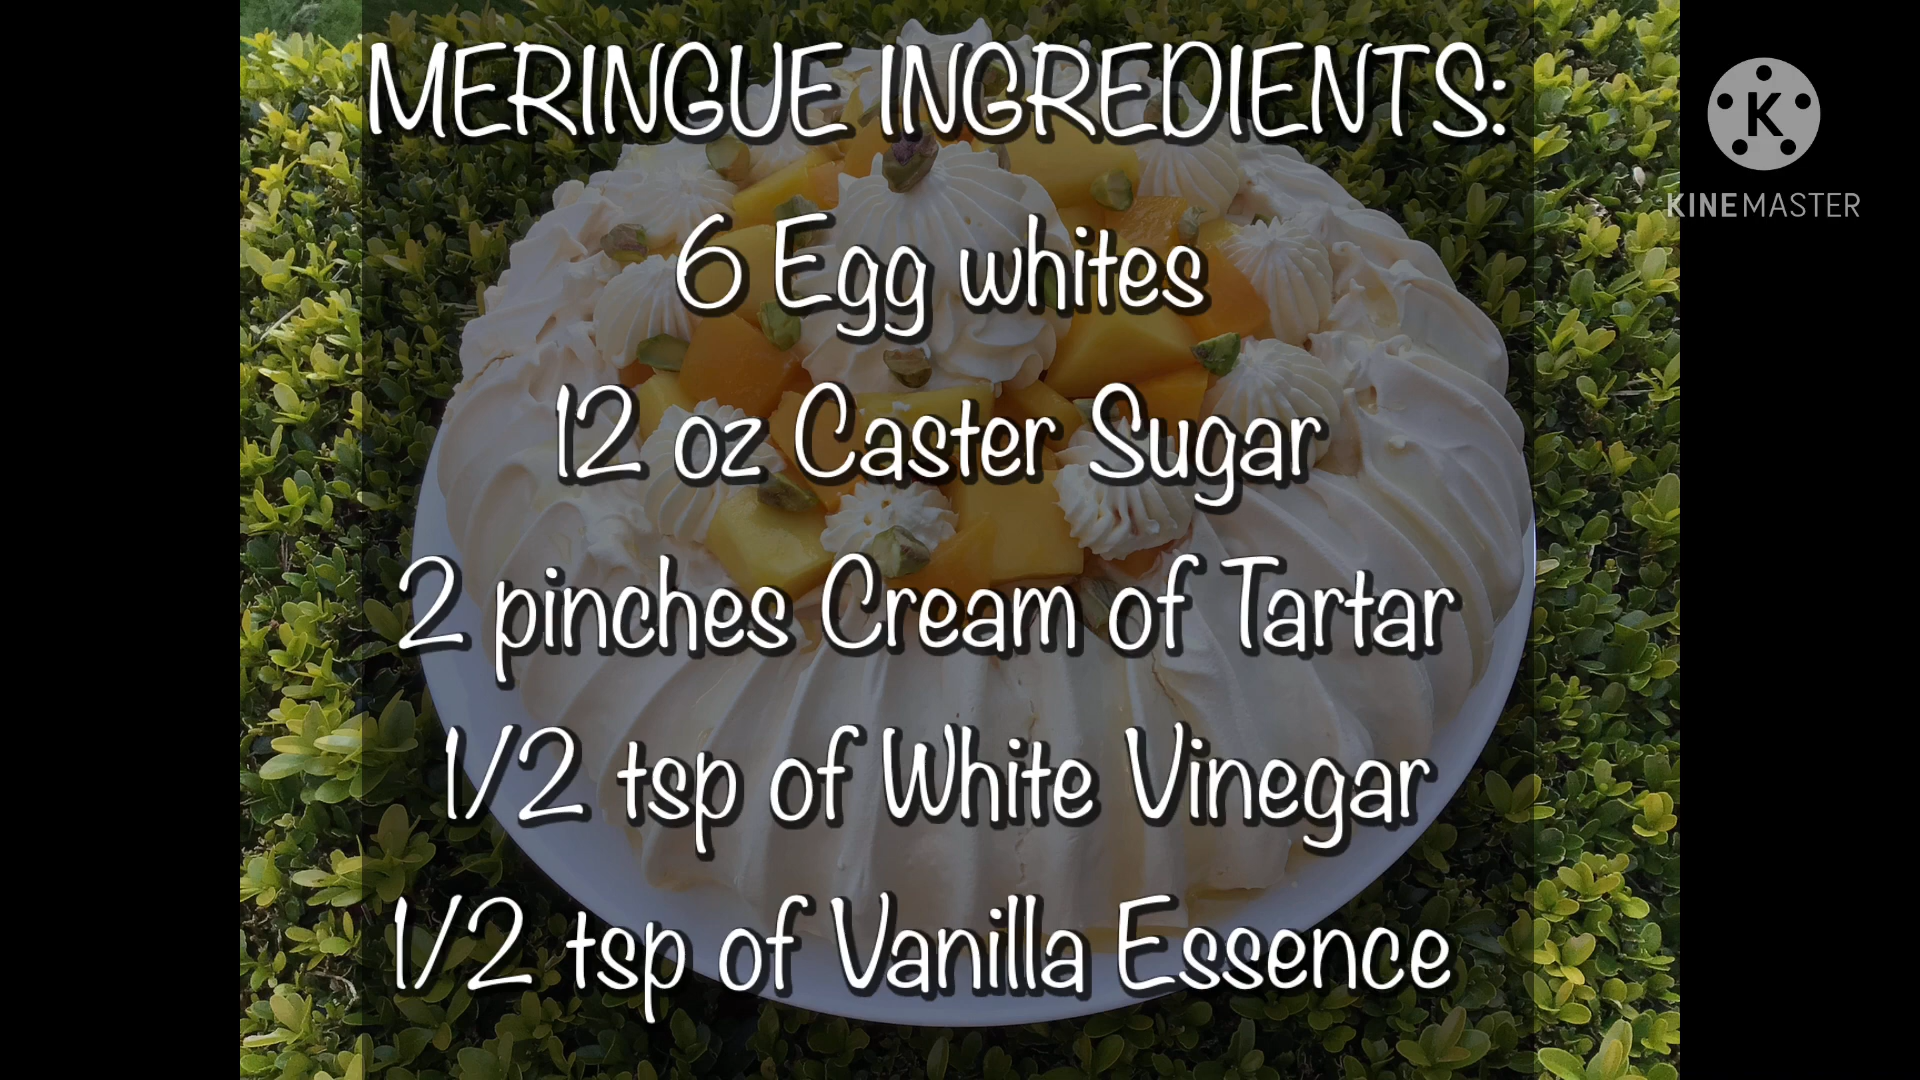 MERINGUE INGREDIENTS:
6 Egg whites
12 oz Caster Sugar
2 pinches Cream of Tartar
1/2 tsp of White Vinegar
1/2 tsp of Vanilla Essence
K
KINEMASTER